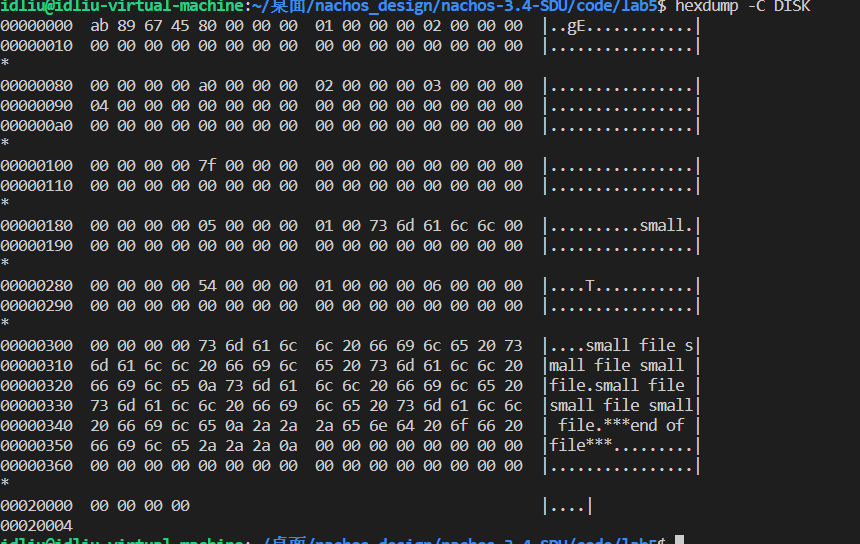 idliu@idliu-virtual-machine:~/桌面/nachos_design/nachos-3.4-SDU/code/lab5$ hexdump -C DISK
00000000  ab 89 67 45 80 00 00 00  01 00 00 00 02 00 00 00  |..gE............|
00000010  00 00 00 00 00 00 00 00  00 00 00 00 00 00 00 00  |................|
*
00000080  00 00 00 00 a0 00 00 00  02 00 00 00 03 00 00 00  |................|
00000090  04 00 00 00 00 00 00 00  00 00 00 00 00 00 00 00  |................|
000000a0  00 00 00 00 00 00 00 00  00 00 00 00 00 00 00 00  |................|
*
00000100  00 00 00 00 7f 00 00 00  00 00 00 00 00 00 00 00  |................|
00000110  00 00 00 00 00 00 00 00  00 00 00 00 00 00 00 00  |................|
*
00000180  00 00 00 00 05 00 00 00  01 00 73 6d 61 6c 6c 00  |..........small.|
00000190  00 00 00 00 00 00 00 00  00 00 00 00 00 00 00 00  |................|
*
00000280  00 00 00 00 54 00 00 00  01 00 00 00 06 00 00 00  |....T...........|
00000290  00 00 00 00 00 00 00 00  00 00 00 00 00 00 00 00  |................|
*
00000300  00 00 00 00 73 6d 61 6c  6c 20 66 69 6c 65 20 73  |....small file s|
00000310  6d 61 6c 6c 20 66 69 6c  65 20 73 6d 61 6c 6c 20  |mall file small |
00000320  66 69 6c 65 0a 73 6d 61  6c 6c 20 66 69 6c 65 20  |file.small file |
00000330  73 6d 61 6c 6c 20 66 69  6c 65 20 73 6d 61 6c 6c  |small file small|
00000340  20 66 69 6c 65 0a 2a 2a  2a 65 6e 64 20 6f 66 20  | file.***end of |
00000350  66 69 6c 65 2a 2a 2a 0a  00 00 00 00 00 00 00 00  |file***.........|
00000360  00 00 00 00 00 00 00 00  00 00 00 00 00 00 00 00  |................|
*
00020000  00 00 00 00                                       |....|
00020004
idliu@idliu-virtual-machine:~/桌面/nachos_design/nachos-3.4-SDU/code/lab5$